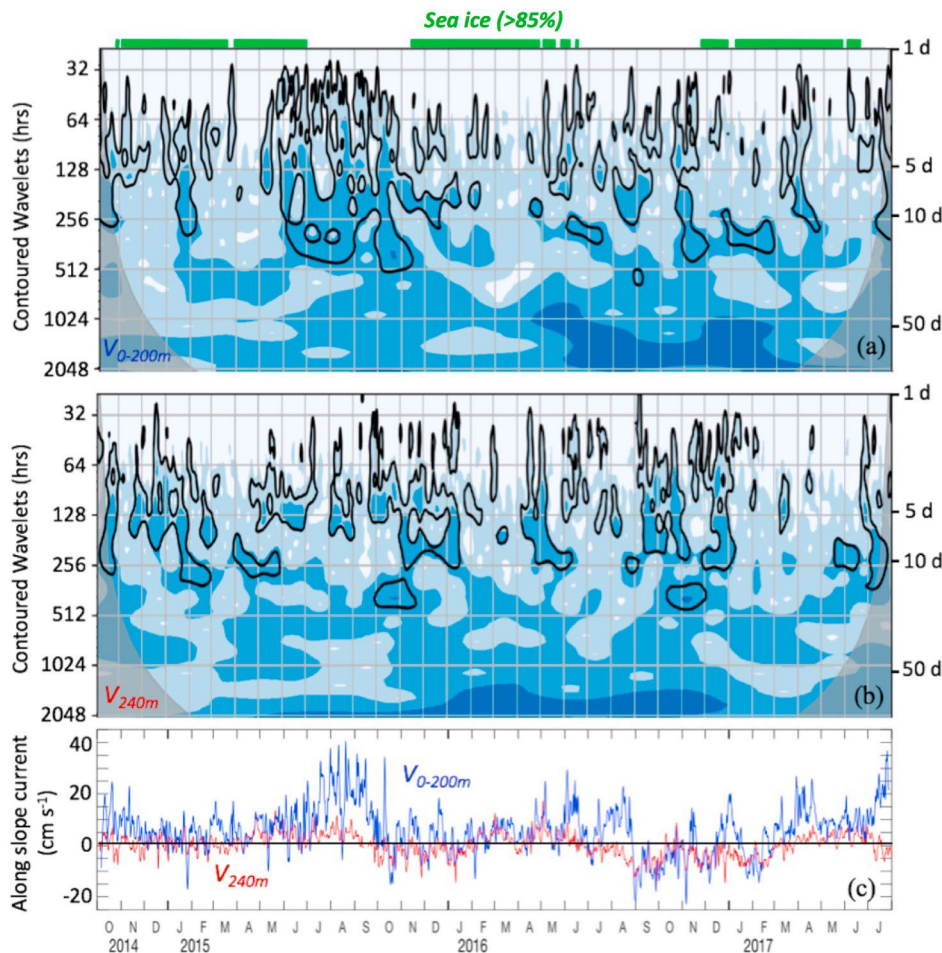 Sea ice (>85%)
Contoured Wavelets (hrs)
32
64
128
256
512
1024
2048
1 d
5 d
10 d
50 d
V0-200m
(a)
Contoured Wavelets (hrs)
32
64
128
256
512
1024
2048
1 d
5 d
10 d
50 d
V240m
(b)
Along slope current
(cm s-1)
40
20
0
-20
V0-200m
V240m
(c)
O N D J F M A M J J A S O N D J F M A M J J A S O N D J F M A M J J
2014 2015 2016 2017